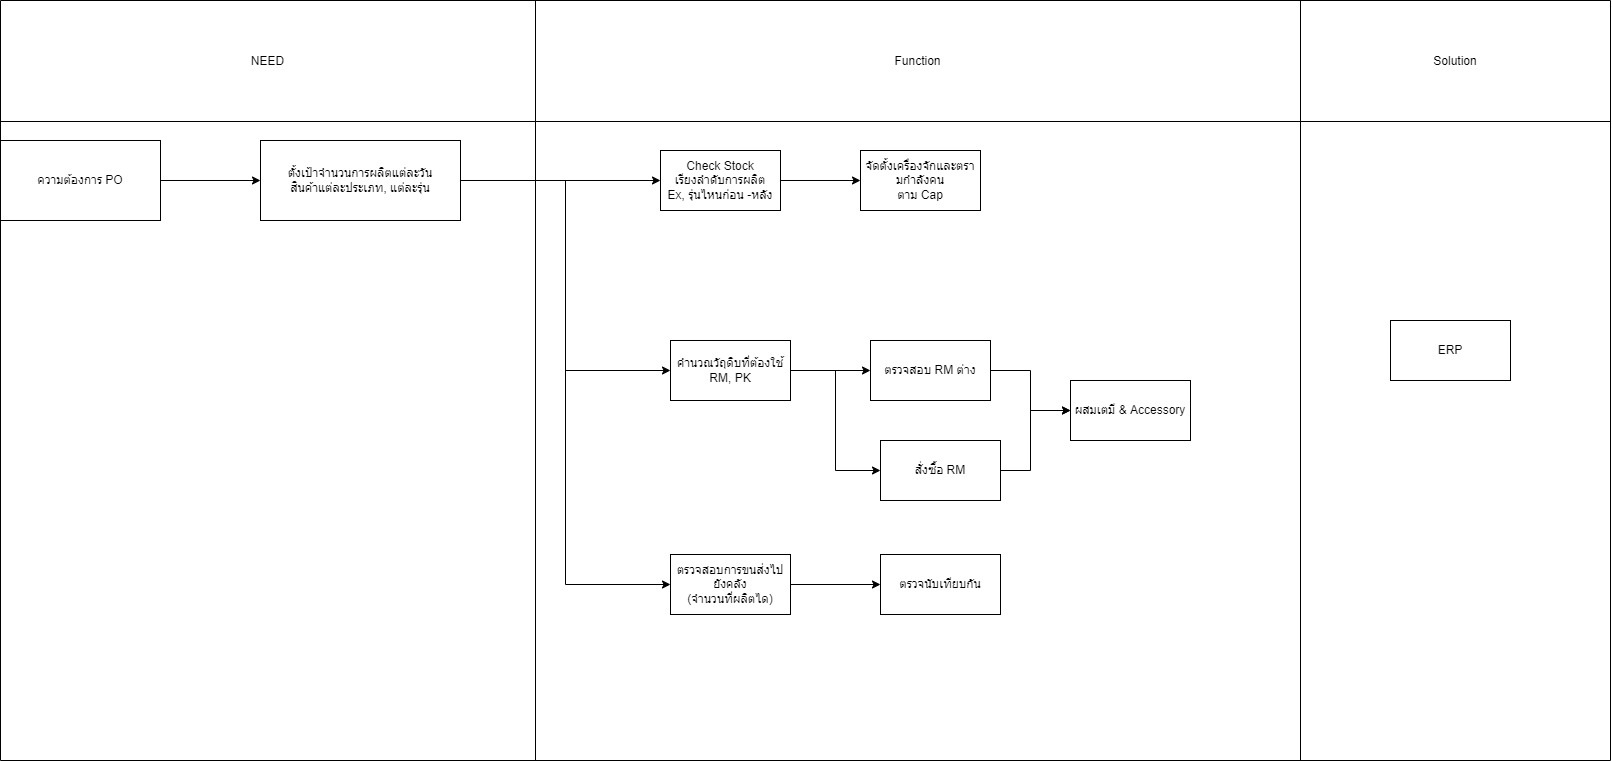 NEED
Function
Solution
ความต้องการ PO
ตั้งเป้าจำนวนการผลิตแต่ละวัน
สินค้าแต่ละประเภท, แต่ละรุ่น
Check Stock
เรียงลำดับการผลิต
Ex, รุ่นไหนก่อน -หลัง
จัดตั้งเครื่องจักและตรา
มกำลังคน
ตาม Cap
คำนวณวัฤดิบที่ต้องใช้
RM, PK
ตรวจสอบ RM ต่าง
ผสมเตมี & Accessory
ERP
สั่งซื้อ RM
ตรวจสอบการขนส่งไป
ยังคลัง
(จำนวนที่ผลิตได)
ตรวจนับเทียบกัน